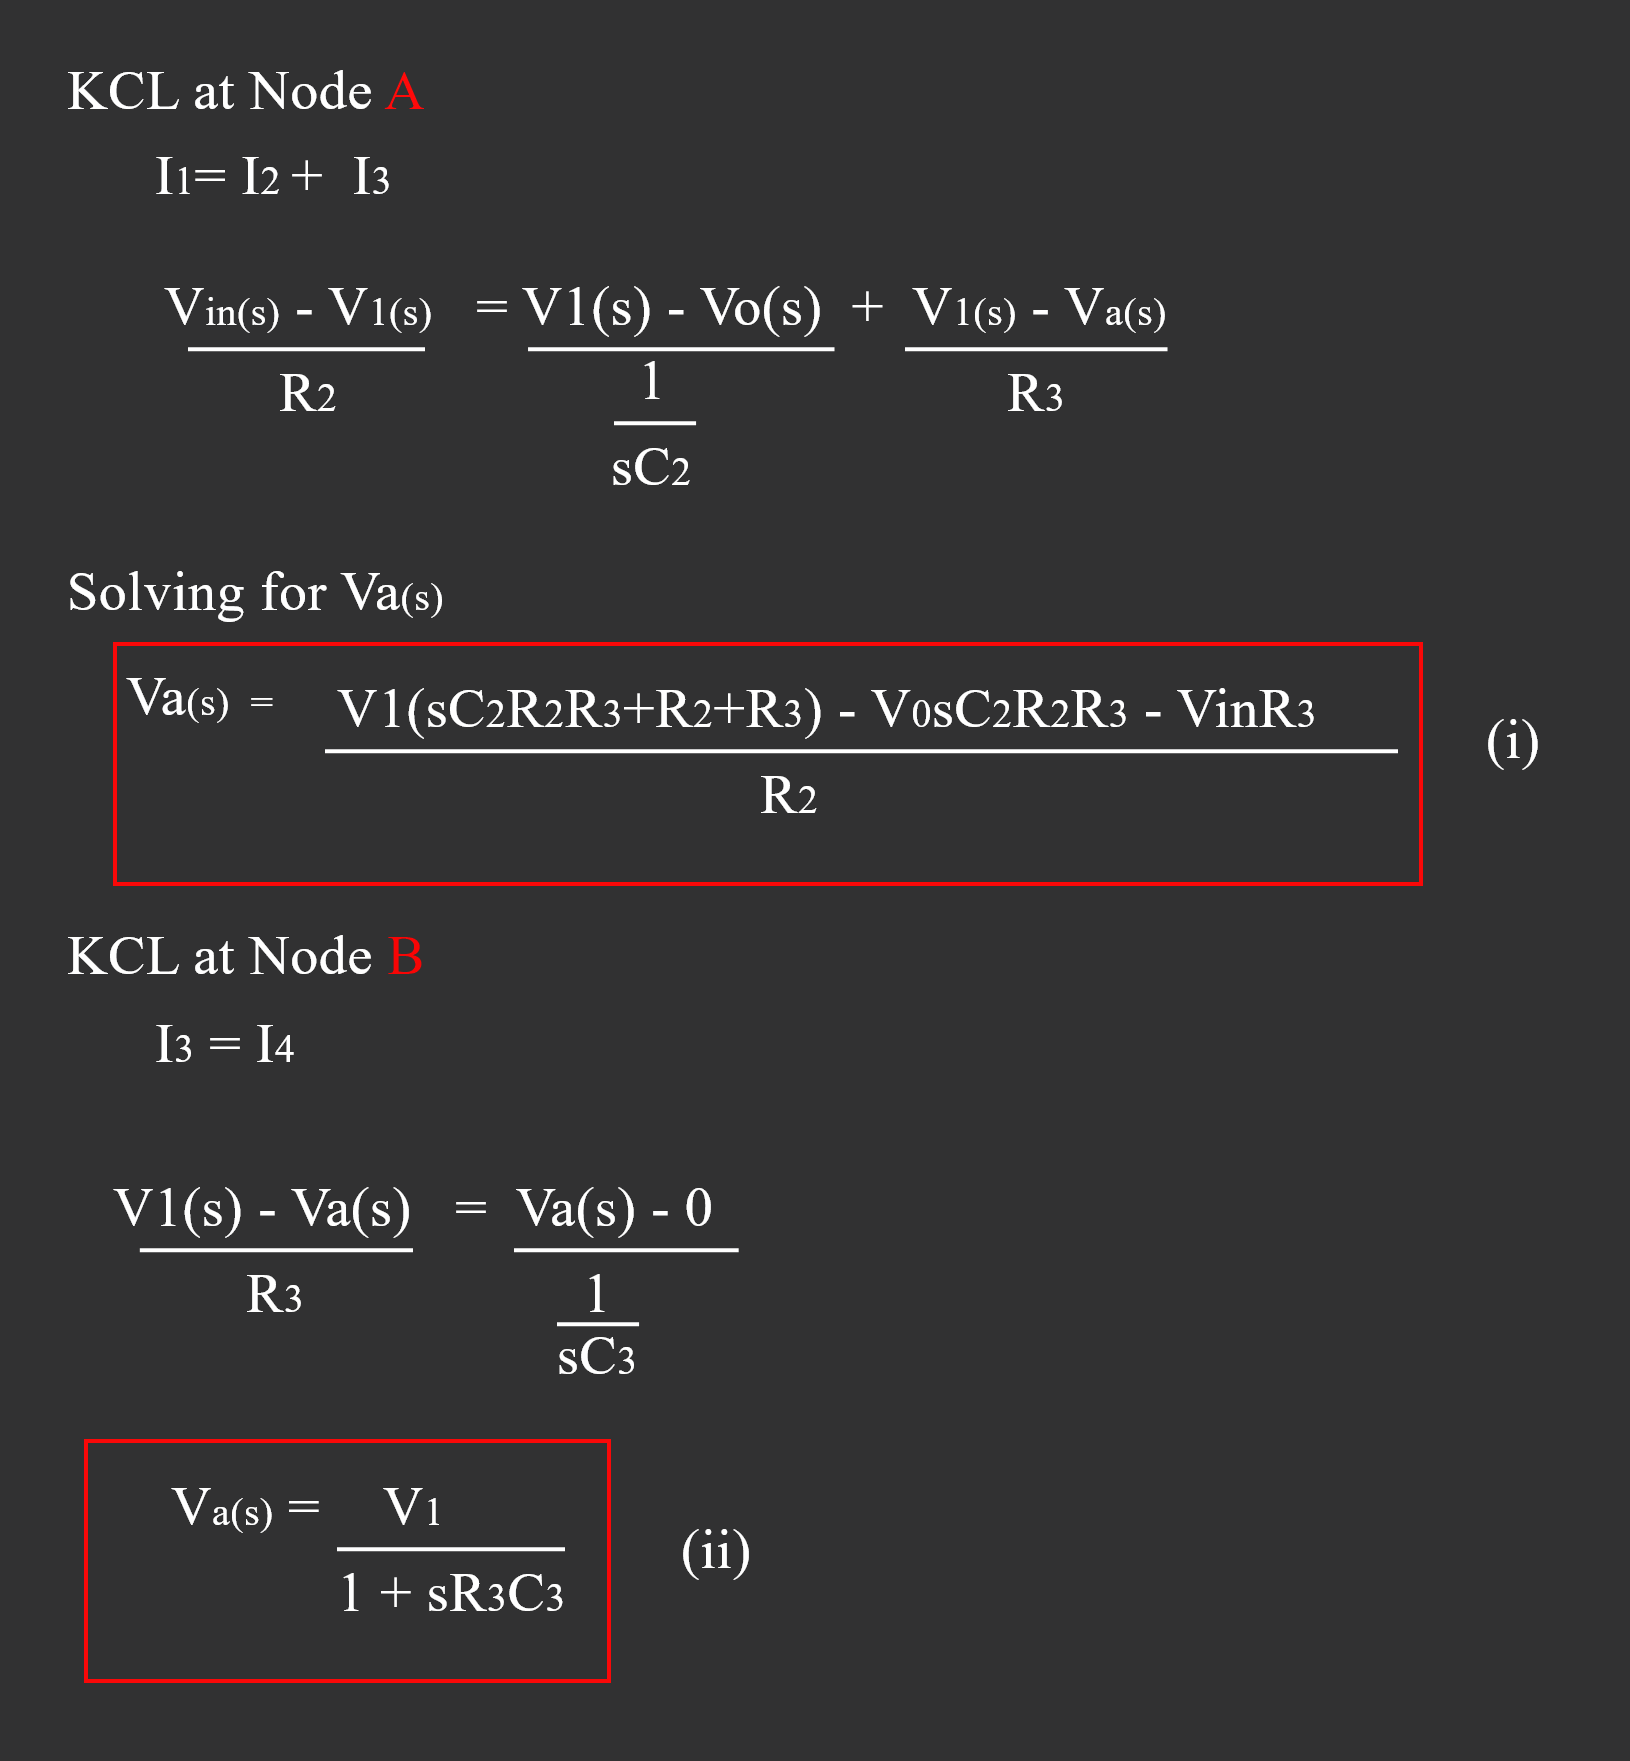 KCL at Node A
I1= I2 + I3
Vin(s) - V1(s) = V1(s) - Vo(s) + V1(s) - Va(s)
R2 1 R3
sC2
Solving for Va(s)
Va(s) = V1(sC2R2R3+R2+R3) - V0sC2R2R3 - VinR3
R2
(i)
KCL at Node B
I3 = I4
V1(s) - Va(s) = Va(s) - 0
R3 1
sC3
Va(s) = V1
1 + sR3C3
(ii)